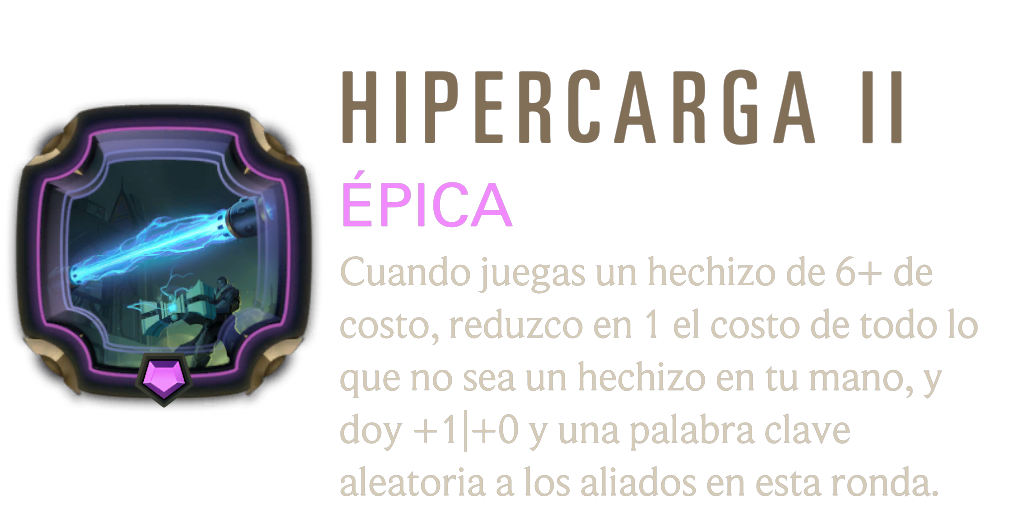 HIPERCARGA II
ÉPICA
Cuando juegas un hechizo de 6+ de
costo, reduzco en 1 el costo de todo lo
que no sea un hechizo en tu mano, y
doy +1|+0 y una palabra clave
aleatoria a los aliados en esta ronda.